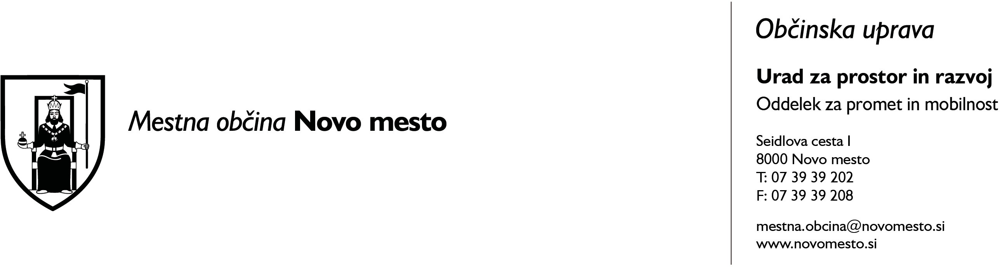 Mestna občina Novo mesto
Občinska uprava
Urad za prostor in razvoj
Oddelek za promet in mobilnost
Seidlova cesta 1
8000 Novo mesto
T: 07 39 39 202
F: 07 39 39 208
mestna.obcina@novomesto.si
www.novomesto.si